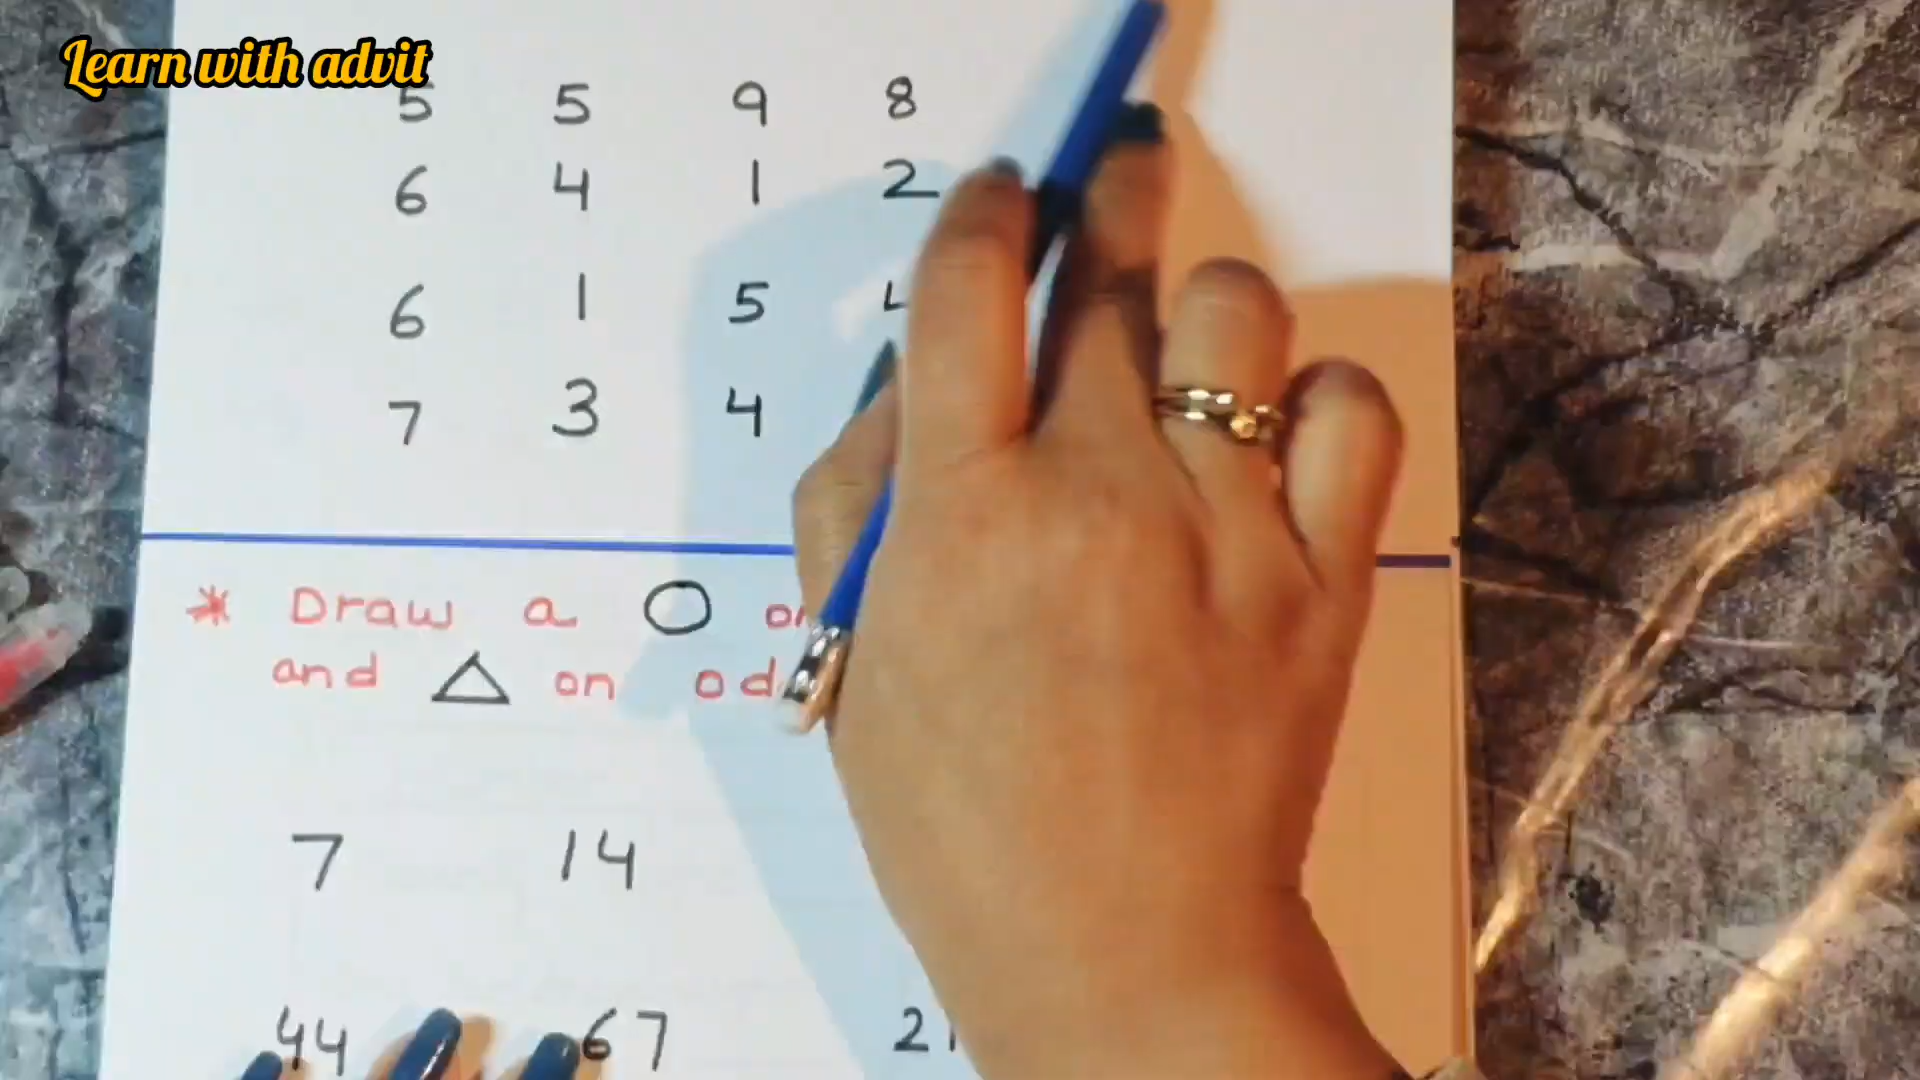 Learn with advit
5 5 9 8
6 4 1 2
6 1 5
7 3 4
* Draw a
and on
7 14
44 67